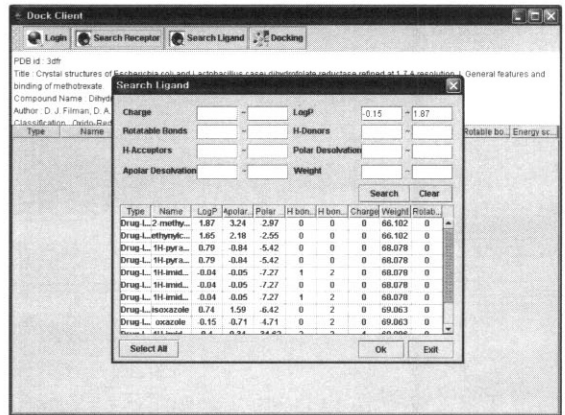 Dock Client
Login Search Receptor Search Ligand Docking
PDB id : 3dfr
Title : Crystal structures of Escherichia coli and Lactobacillus casei dihydrofolate reductase refined at 1.7 A resolution. I. General features and
binding of methotrexate.
Compound Name : Dihydr
Author : D. J. Filman, D. A.
Classification : Oxido-Red
Type Name Rotable bo... Energy sc...
Search Ligand
Charge ~ LogP -0.15 ~ 1.87
Rotatable Bonds ~ H-Donors ~
H-Acceptors ~ Polar Desolvation ~
Apolar Desolvation ~ Weight ~
Search Clear
Type Name LogP Apolar... Polar ... H bon... H bon... Charge Weight Rotab...
Drug-L... 2-methy... 1.87 3.24 2.97 0 0 0 66.102 0
Drug-L... ethynylc... 1.65 2.18 2.55 0 0 0 66.102 0
Drug-L... 1H-pyra... 0.79 -0.84 -5.42 0 0 0 68.078 0
Drug-L... 1H-pyra... 0.79 -0.84 -5.42 0 0 0 68.078 0
Drug-L... 1H-imid... -0.04 -0.05 -7.27 1 2 0 68.078 0
Drug-L... 1H-imid... -0.04 -0.05 -7.27 0 0 0 68.078 0
Drug-L... 1H-imid... -0.04 -0.05 -7.27 1 2 0 68.078 0
Drug-L... isoxazole 0.74 1.59 -6.42 0 2 0 69.063 0
Drug-L... oxazole -0.15 -0.71 -4.71 0 2 0 69.063 0
Select All Ok Exit